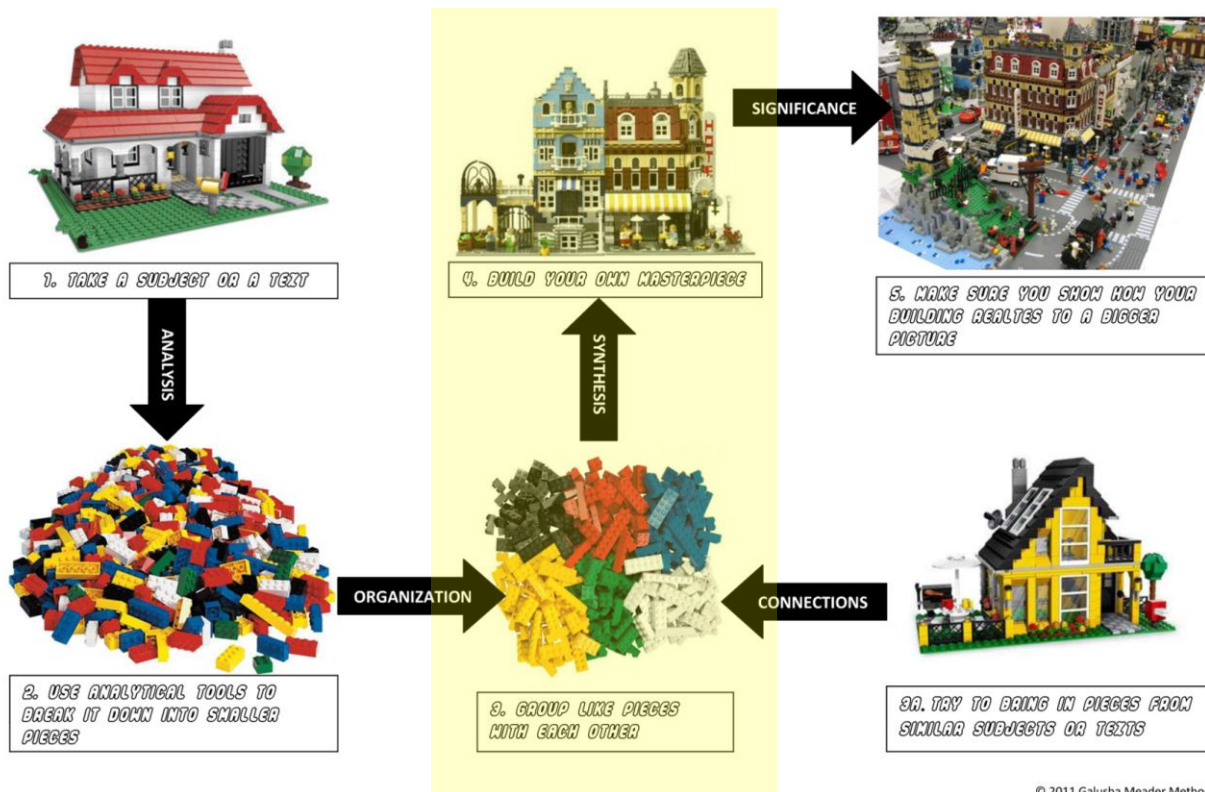 1. TAKE A SUBJECT OR A TEXT
ANALYSIS
2. USE ANALYTICAL TOOLS TO
BREAK IT DOWN INTO SMALLER
PIECES
ORGANIZATION
3. GROUP LIKE PIECES
WITH EACH OTHER
CONNECTIONS
3A. TRY TO BRING IN PIECES FROM
SIMILAR SUBJECTS OR TEXTS
SYNTHESIS
HOTE
4. BUILD YOUR OWN MASTERPIECE
SIGNIFICANCE
5. MAKE SURE YOU SHOW HOW YOUR
BUILDING REALTES TO A BIGGER
PICTURE
© 2011 Galusha Meader Method